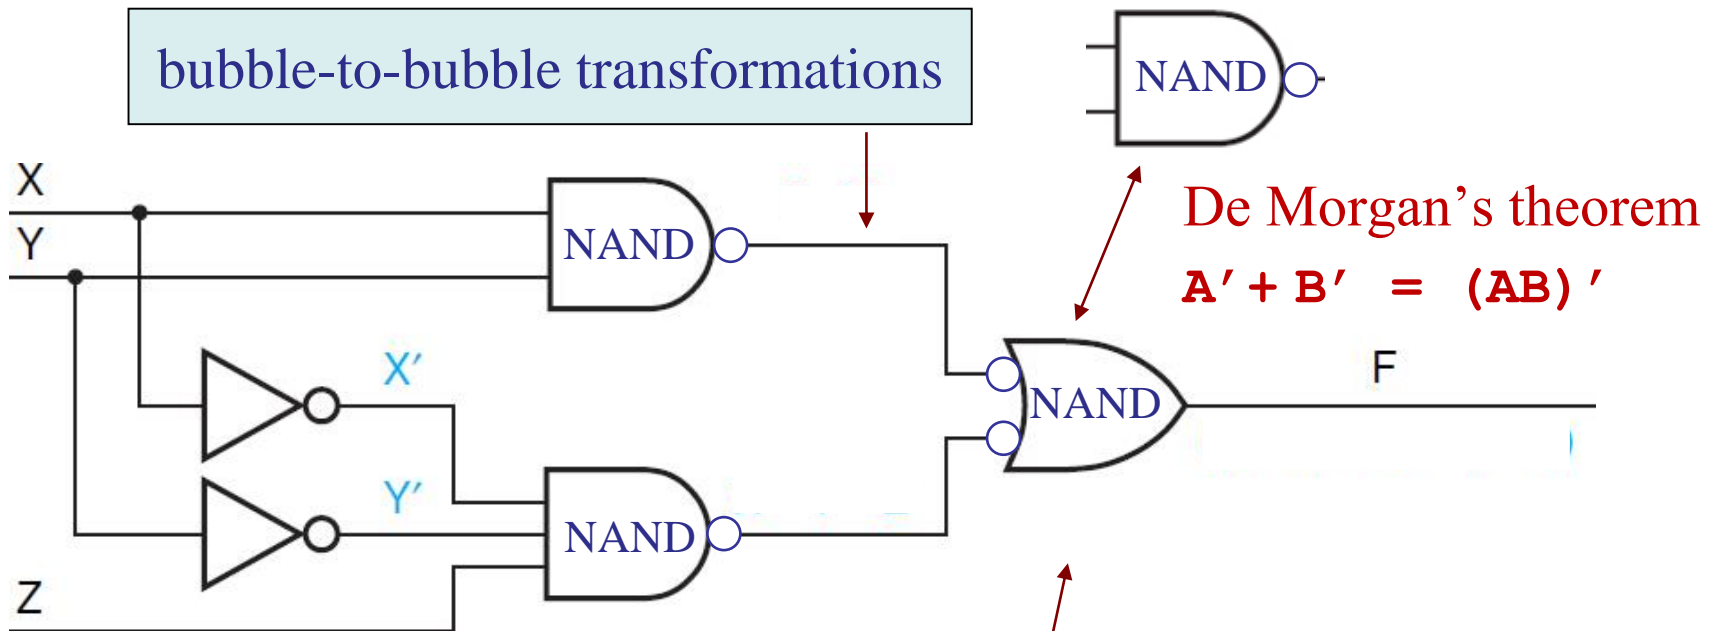 bubble-to-bubble transformations
NAND
X
De Morgan’s theorem
Y
NAND
A′+ B′ = (AB)′
X′
F
NAND
Y′
NAND
Z